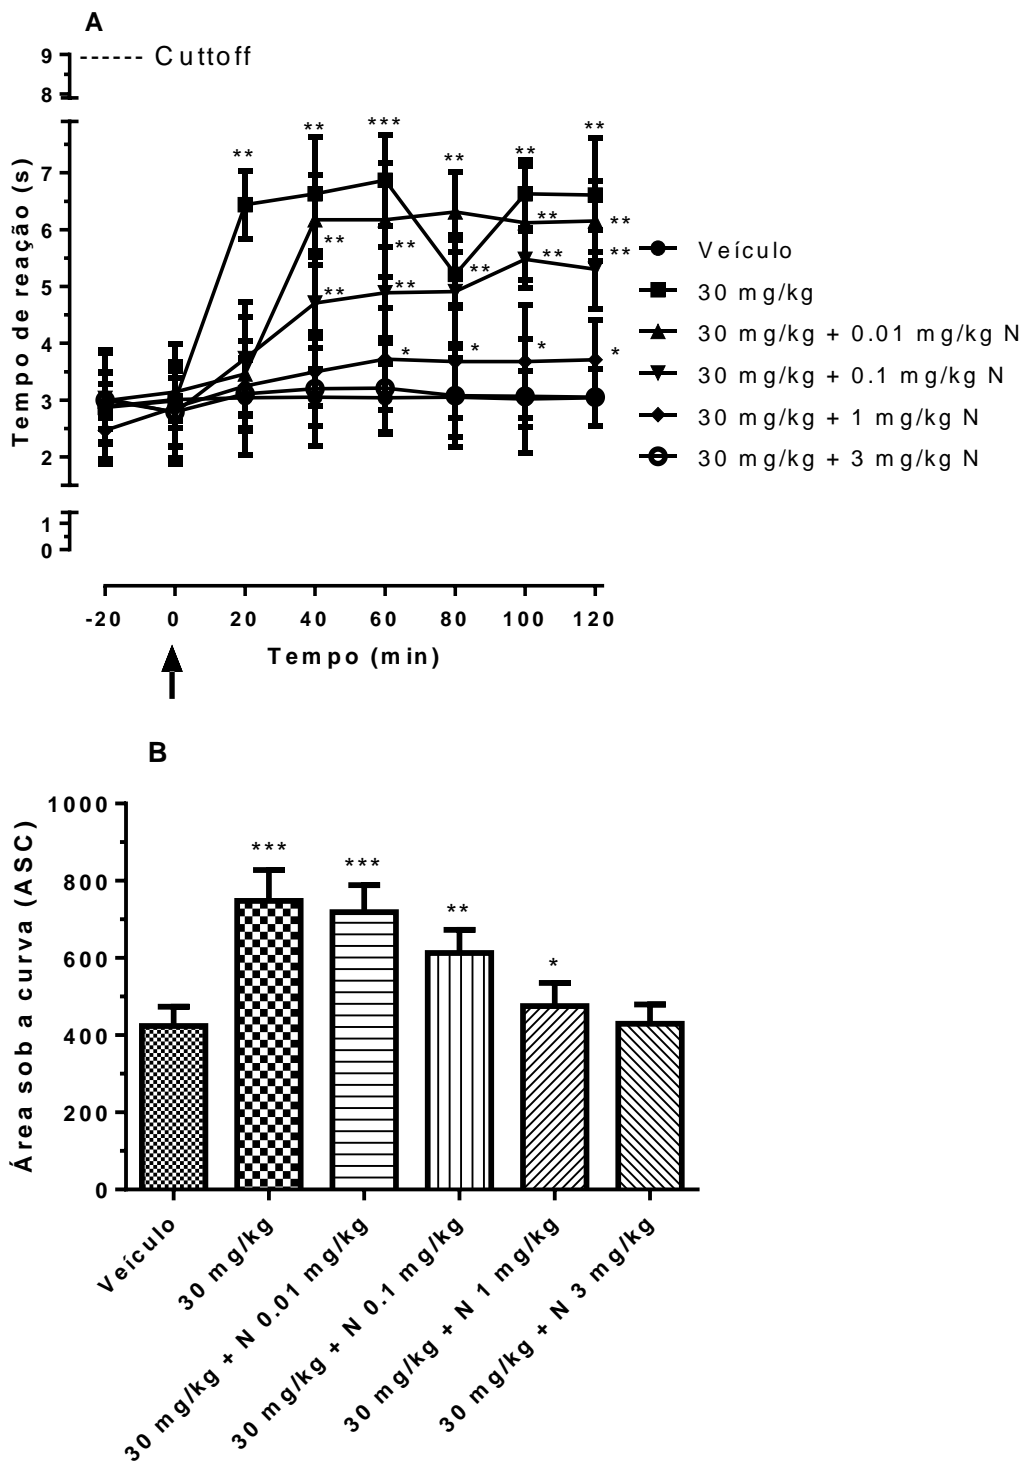 A
9
8
Cuttoff
7
6
5
4
3
2
1
0
Tempo de reação (s)
**
**
***
**
**
**
**
**
**
**
**
**
**
**
**
**
*
*
*
*
Veículo
30 mg/kg
30 mg/kg + 0.01 mg/kg N
30 mg/kg + 0.1 mg/kg N
30 mg/kg + 1 mg/kg N
30 mg/kg + 3 mg/kg N
-20 0 20 40 60 80 100 120
Tempo (min)
B
1000
800
600
400
200
0
Área sob a curva (ASC)
***
***
**
*
Veículo
30 mg/kg
30 mg/kg + N 0.01 mg/kg
30 mg/kg + N 0.1 mg/kg
30 mg/kg + N 1 mg/kg
30 mg/kg + N 3 mg/kg